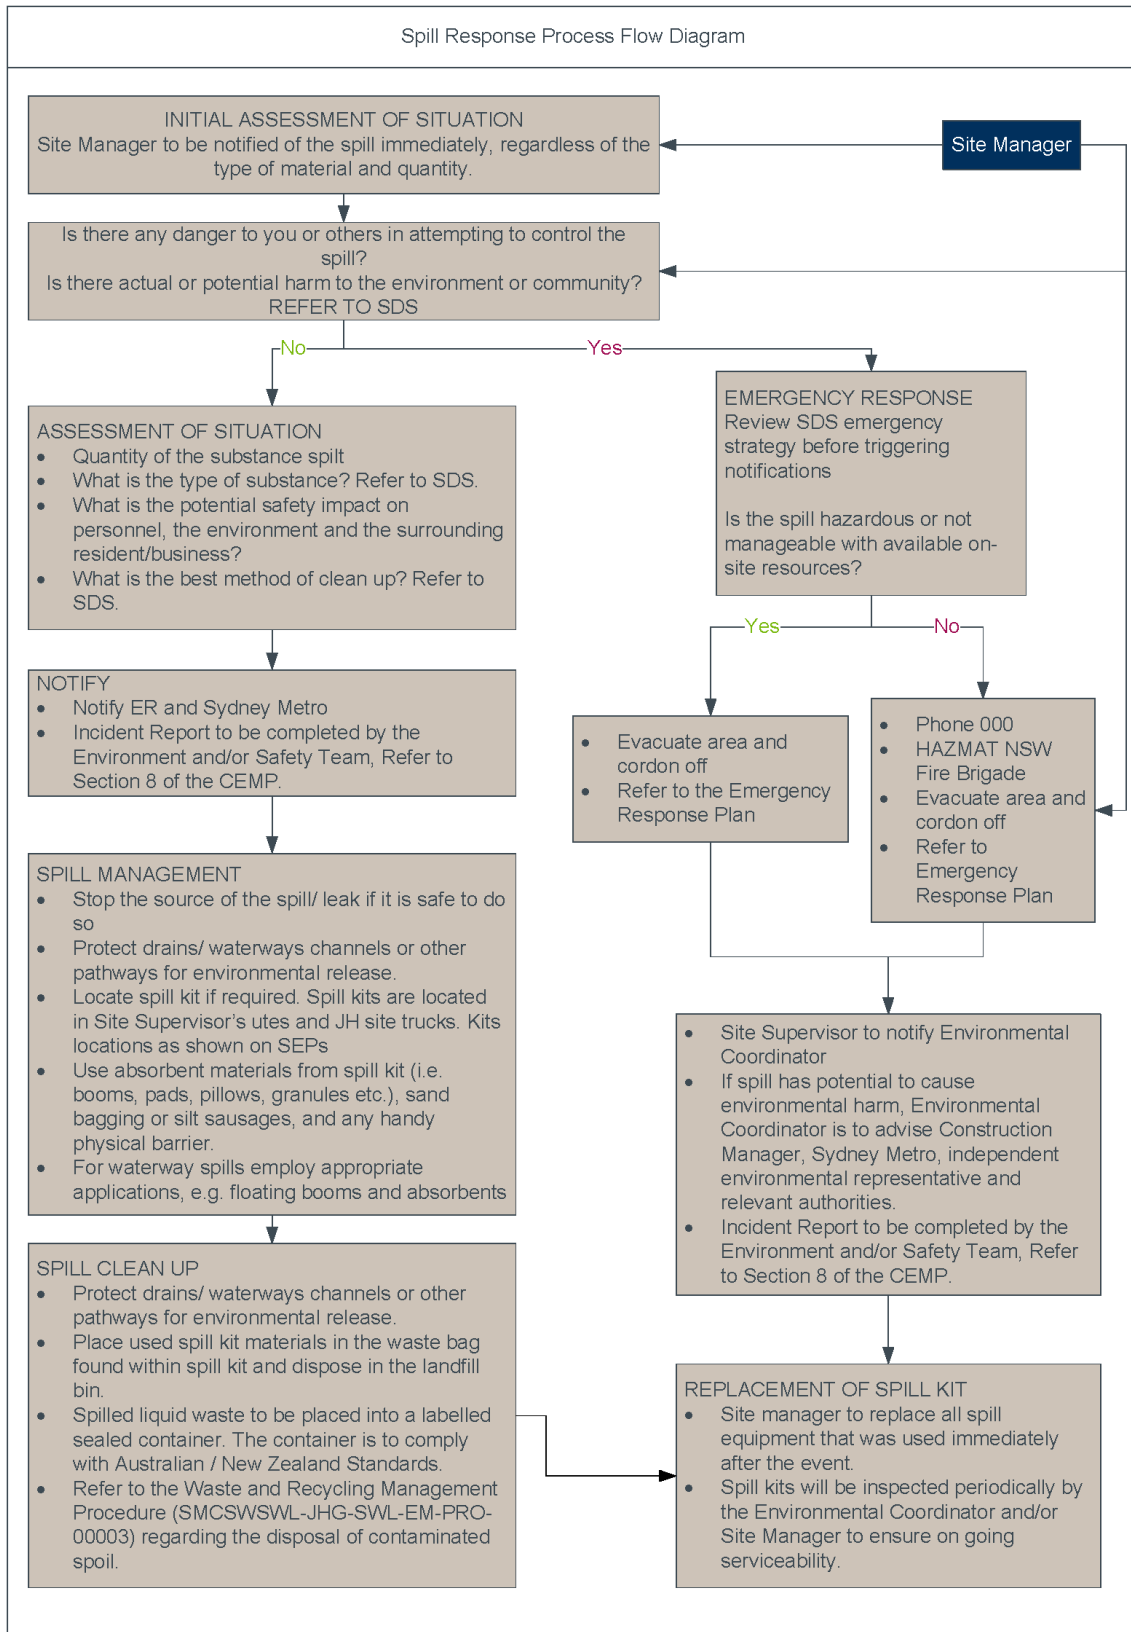 Spill Response Process Flow Diagram
INITIAL ASSESSMENT OF SITUATION
Site Manager to be notified of the spill immediately, regardless of the
type of material and quantity.
Site Manager
Is there any danger to you or others in attempting to control the
spill?
Is there actual or potential harm to the environment or community?
REFER TO SDS
No
Yes
ASSESSMENT OF SITUATION
• Quantity of the substance spilt
• What is the type of substance? Refer to SDS.
• What is the potential safety impact on
personnel, the environment and the surrounding
resident/business?
• What is the best method of clean up? Refer to
SDS.
EMERGENCY RESPONSE
Review SDS emergency
strategy before triggering
notifications
Is the spill hazardous or not
manageable with available on-
site resources?
Yes
No
NOTIFY
• Notify ER and Sydney Metro
• Incident Report to be completed by the
Environment and/or Safety Team, Refer to
Section 8 of the CEMP.
• Evacuate area and
cordon off
• Refer to the Emergency
Response Plan
• Phone 000
• HAZMAT NSW
Fire Brigade
• Evacuate area and
cordon off
• Refer to
Emergency
Response Plan
SPILL MANAGEMENT
• Stop the source of the spill/ leak if it is safe to do
so
• Protect drains/ waterways channels or other
pathways for environmental release.
• Locate spill kit if required. Spill kits are located
in Site Supervisor's utes and JH site trucks. Kits
locations as shown on SEPs
• Use absorbent materials from spill kit (i.e.
booms, pads, pillows, granules etc.), sand
bagging or silt sausages, and any handy
physical barrier.
• For waterway spills employ appropriate
applications, e.g. floating booms and absorbents
• Site Supervisor to notify Environmental
Coordinator
• If spill has potential to cause
environmental harm, Environmental
Coordinator is to advise Construction
Manager, Sydney Metro, independent
environmental representative and
relevant authorities.
• Incident Report to be completed by the
Environment and/or Safety Team, Refer
to Section 8 of the CEMP.
SPILL CLEAN UP
• Protect drains/ waterways channels or other
pathways for environmental release.
• Place used spill kit materials in the waste bag
found within spill kit and dispose in the landfill
bin.
• Spilled liquid waste to be placed into a labelled
sealed container. The container is to comply
with Australian / New Zealand Standards.
• Refer to the Waste and Recycling Management
Procedure (SMCSWSWL-JHG-SWL-EM-PRO-
00003) regarding the disposal of contaminated
spoil.
REPLACEMENT OF SPILL KIT
• Site manager to replace all spill
equipment that was used immediately
after the event.
• Spill kits will be inspected periodically by
the Environmental Coordinator and/or
Site Manager to ensure on going
serviceability.